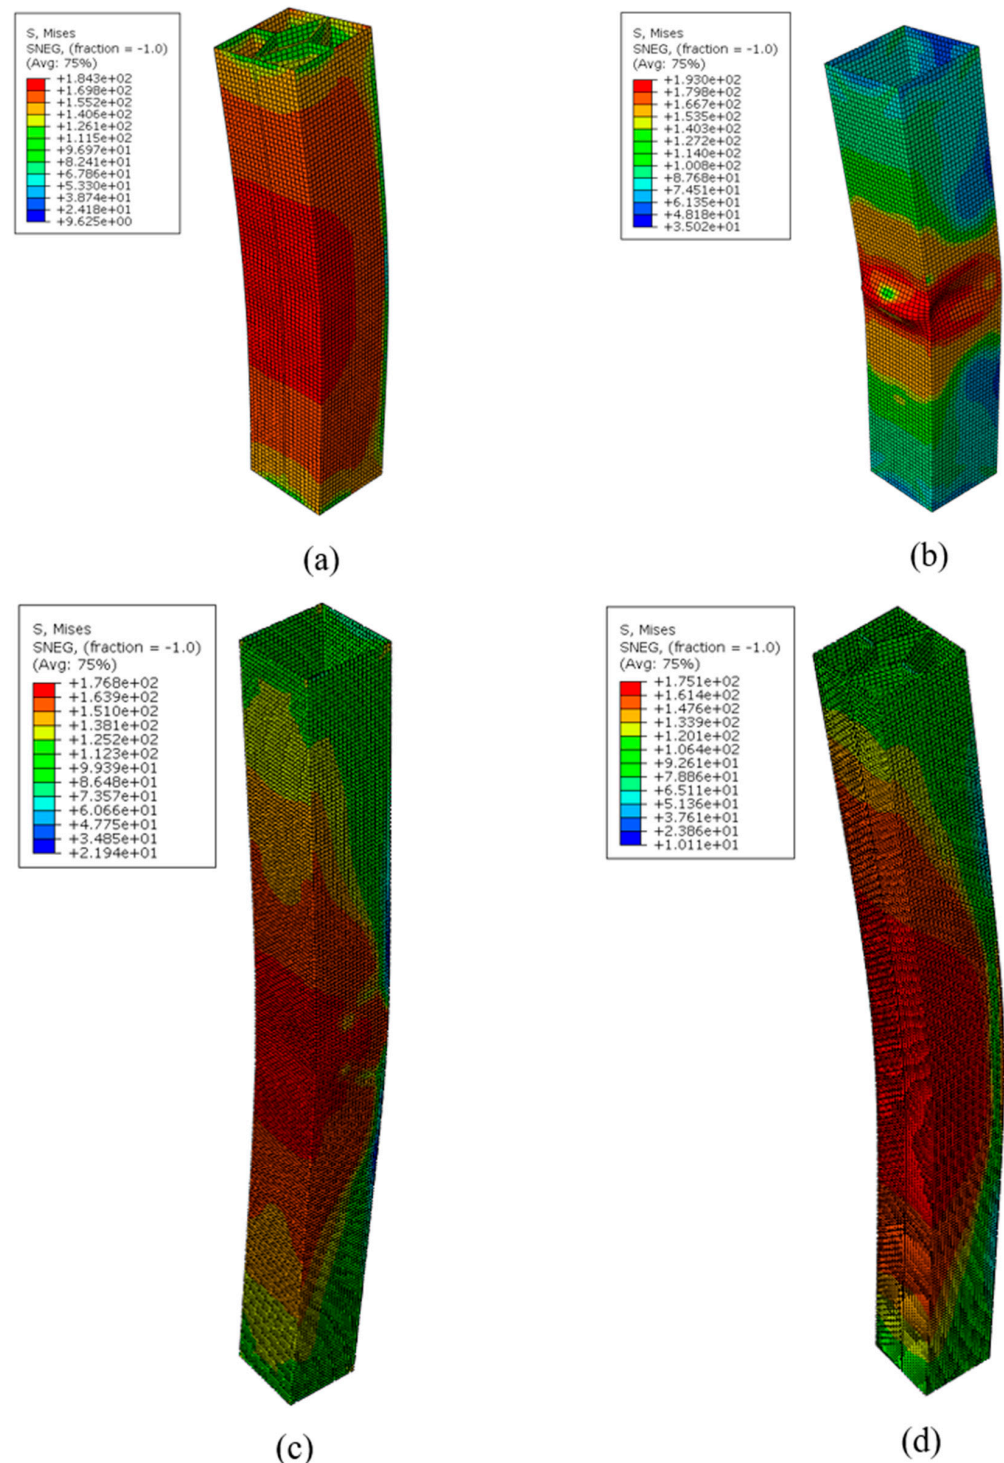 S, Mises
SNEG, (fraction = -1.0)
(Avg: 75%)
+1.843e+02
+1.698e+02
+1.552e+02
+1.406e+02
+1.261e+02
+1.115e+02
+9.697e+01
+8.241e+01
+6.786e+01
+5.330e+01
+3.874e+01
+2.418e+01
+9.625e+00
(a)
S, Mises
SNEG, (fraction = -1.0)
(Avg: 75%)
+1.930e+02
+1.798e+02
+1.667e+02
+1.535e+02
+1.403e+02
+1.272e+02
+1.140e+02
+1.008e+02
+8.768e+01
+7.451e+01
+6.135e+01
+4.818e+01
+3.502e+01
(b)
S, Mises
SNEG, (fraction = -1.0)
(Avg: 75%)
+1.768e+02
+1.639e+02
+1.510e+02
+1.381e+02
+1.252e+02
+1.123e+02
+9.939e+01
+8.648e+01
+7.357e+01
+6.066e+01
+4.775e+01
+3.485e+01
+2.194e+01
(c)
S, Mises
SNEG, (fraction = -1.0)
(Avg: 75%)
+1.751e+02
+1.614e+02
+1.476e+02
+1.339e+02
+1.201e+02
+1.064e+02
+9.261e+01
+7.886e+01
+6.511e+01
+5.136e+01
+3.761e+01
+2.386e+01
+1.011e+01
(d)